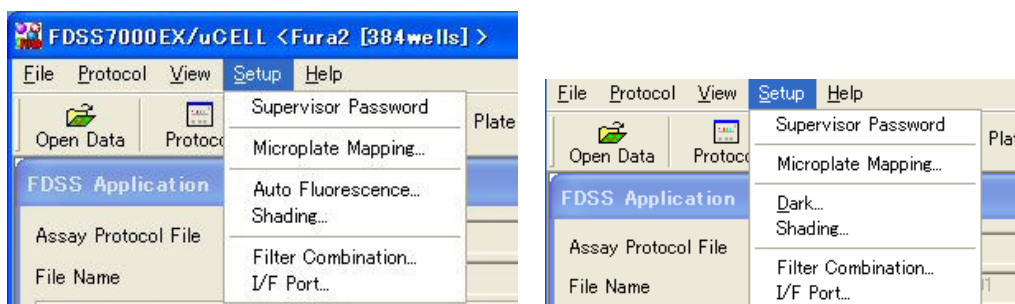 FDSS7000EX/uCELL <Fura2 [384wells] >
File Protocol View Setup Help
Open Data
Supervisor Password
Plate
Microplate Mapping...
FDSS Application
Auto Fluorescence...
Shading...
Assay Protocol File
Filter Combination...
File Name
I/F Port...
File Protocol View Setup Help
Open Data
Supervisor Password
Microplate Mapping...
FDSS Application
Dark...
Shading...
Assay Protocol File
Filter Combination...
File Name
I/F Port...